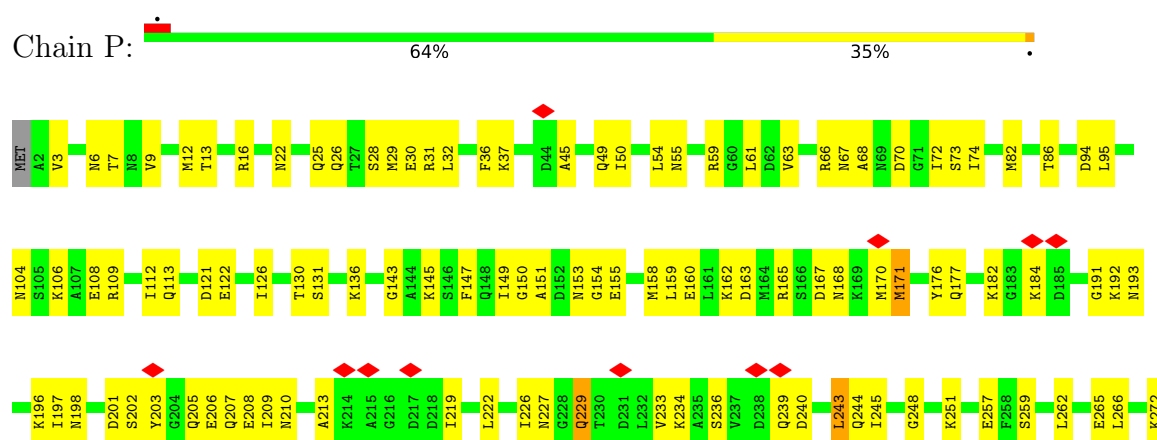 Chain P:
64% 35%
MET A2 V3 N6 T7 N8 V9 M12 T13 R16 N22 Q25 Q26 T27 S28 M29 E30 R31 L32 F36 K37 D44 A45 Q49 I50 L54 N55 R59 G60 L61 D62 V63 R66 N67 A68 N69 D70 G71 I72 S73 I74 M82 T86 D94 L95
N104 S105 K106 A107 E108 R109 I112 Q113 D121 E122 I126 T130 S131 K136 G143 A144 K145 S146 F147 Q148 I149 G150 A151 D152 N153 G154 E155 M158 L159 E160 L161 K162 D163 M164 R165 S166 D167 N168 K169 M170 M171 Y176 Q177 K182 G183 K184 D185 G191 K192 N193
K196 I197 N198 D201 S202 Y203 G204 Q205 E206 Q207 E208 I209 N210 A213 K214 A215 G216 D217 D218 I219 L222 I226 N227 G228 Q229 T230 D231 L232 V233 K234 A235 S236 V237 D238 Q239 D240 L243 Q244 I245 G248 K251 E257 F258 S259 L262 E265 L266 K272